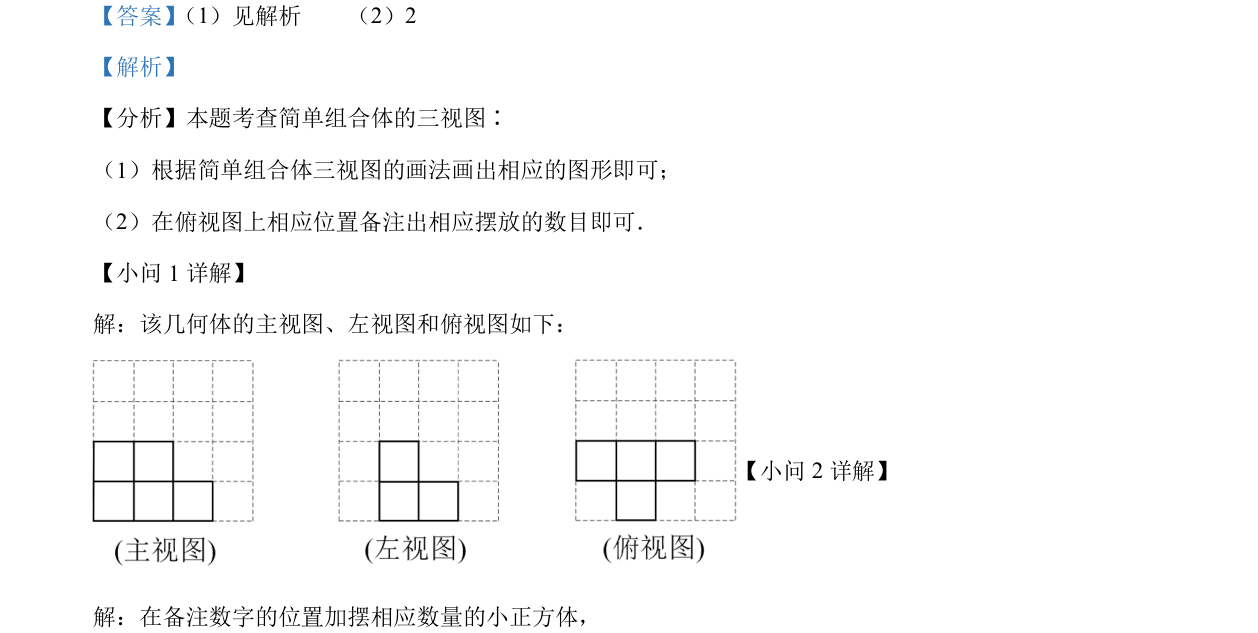 【答案】（1）见解析 （2）2
【解析】
【分析】本题考查简单组合体的三视图：
（1）根据简单组合体三视图的画法画出相应的图形即可；
（2）在俯视图上相应位置备注出相应摆放的数目即可．
【小问 1 详解】
解：该几何体的主视图、左视图和俯视图如下：
(主视图) (左视图) (俯视图)
【小问 2 详解】
解：在备注数字的位置加摆相应数量的小正方体，